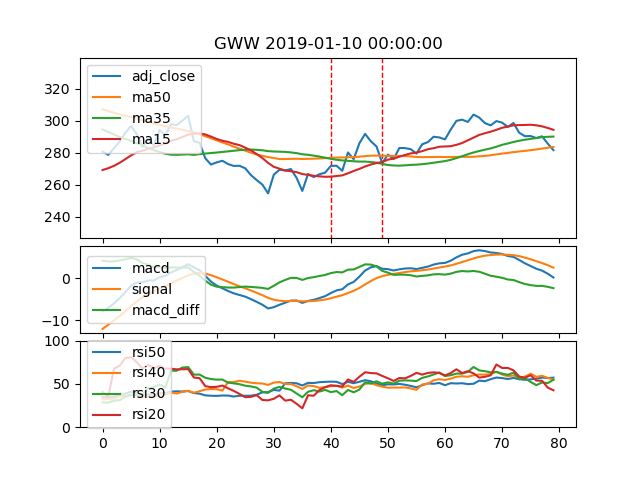 GWW 2019-01-10 00:00:00
320
300
280
260
240
adj_close
ma50
ma35
ma15
0
−10
macd
signal
macd_diff
100
50
0
rsi50
rsi40
rsi30
rsi20
0 10 20 30 40 50 60 70 80